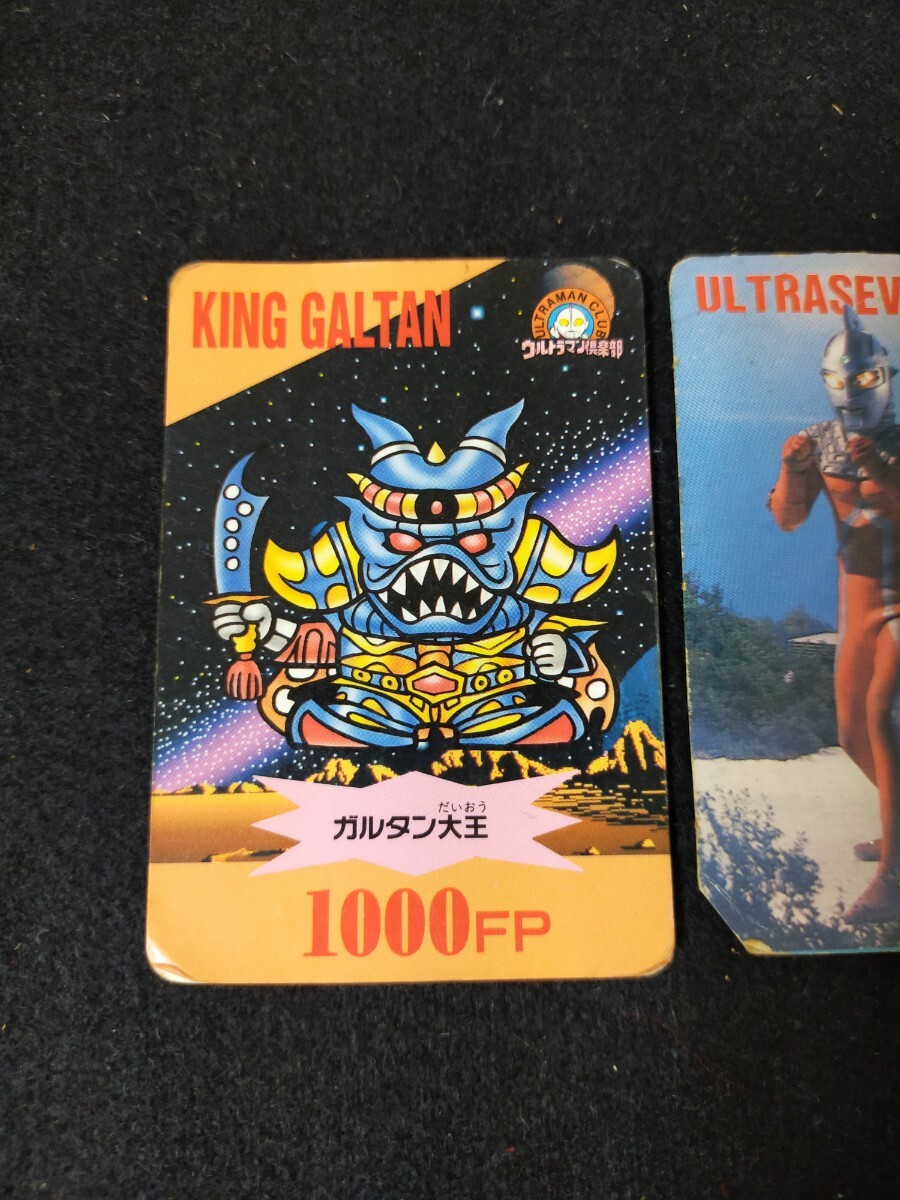 KING GALTAN
ULTRAMAN CLUB
ウルトラマン倶楽部
だいおう
ガルタン大王
1000FP
ULTRASEV